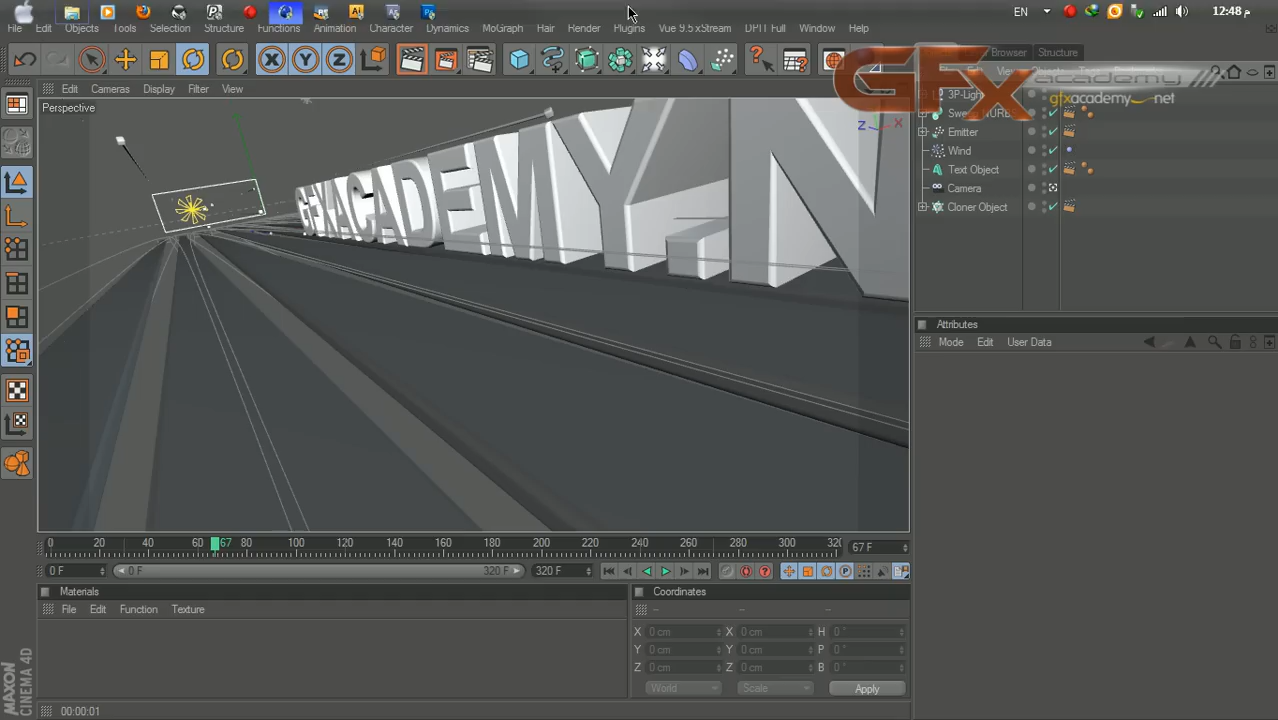 EN
12:48 م
File Edit Objects Tools Selection Structure Functions Animation Character Dynamics MoGraph Hair Render Plugins Vue 9.5 xStream DPIT Full Window Help
X Y Z
Browser Structure
GFX academy
gfxacademy.net
Edit Cameras Display Filter View
Perspective
Z X
3P-Ligh
Emitter
Wind
Text Object
Camera
Cloner Object
ACADEMY.N
Attributes
Mode Edit User Data
0 20 40 60 67 80 100 120 140 160 180 200 220 240 260 280 300 32
67 F
0 F
0 F
320 F
320 F
Materials
File Edit Function Texture
Coordinates
-- -- --
X 0 cm X 0 cm H 0 °
Y 0 cm Y 0 cm P 0 °
Z 0 cm Z 0 cm B 0 °
World Scale Apply
MAXON
CINEMA 4D
00:00:01